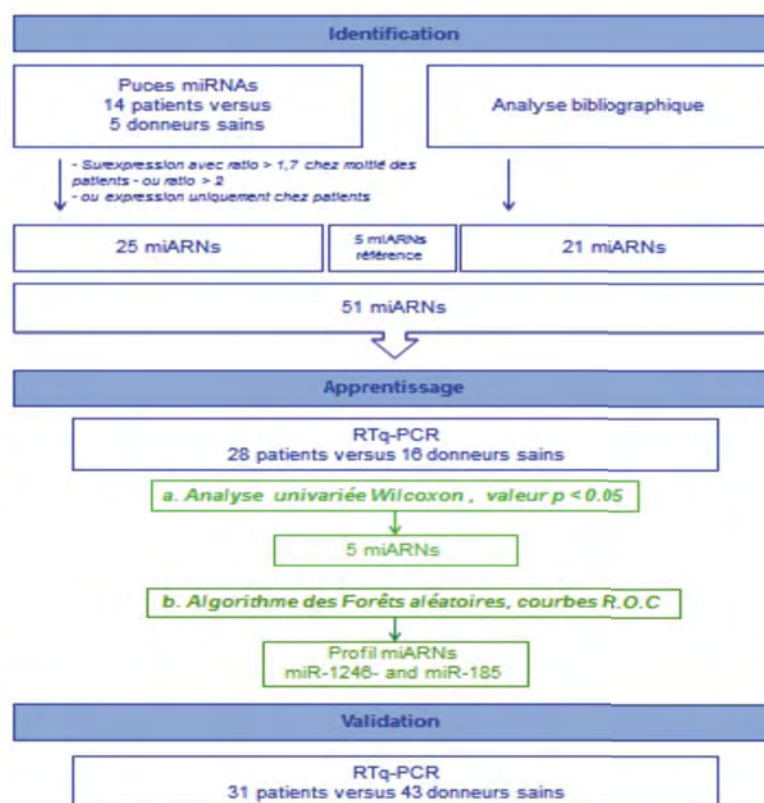 Identification
Puces miRNAs
14 patients versus
5 donneurs sains
Analyse bibliographique
- Surexpression avec ratio > 1,7 chez moitié des
patients - ou ratio > 2
- ou expression uniquement chez patients
25 miARNs
5 miARNs
référence
21 miARNs
51 miARNs
Apprentissage
RTq-PCR
28 patients versus 16 donneurs sains
a. Analyse univariée Wilcoxon , valeur p < 0.05
5 miARNs
b. Algorithme des Forêts aléatoires, courbes R.O.C
Profil miARNs
miR-1246- and miR-185
Validation
RTq-PCR
31 patients versus 43 donneurs sains